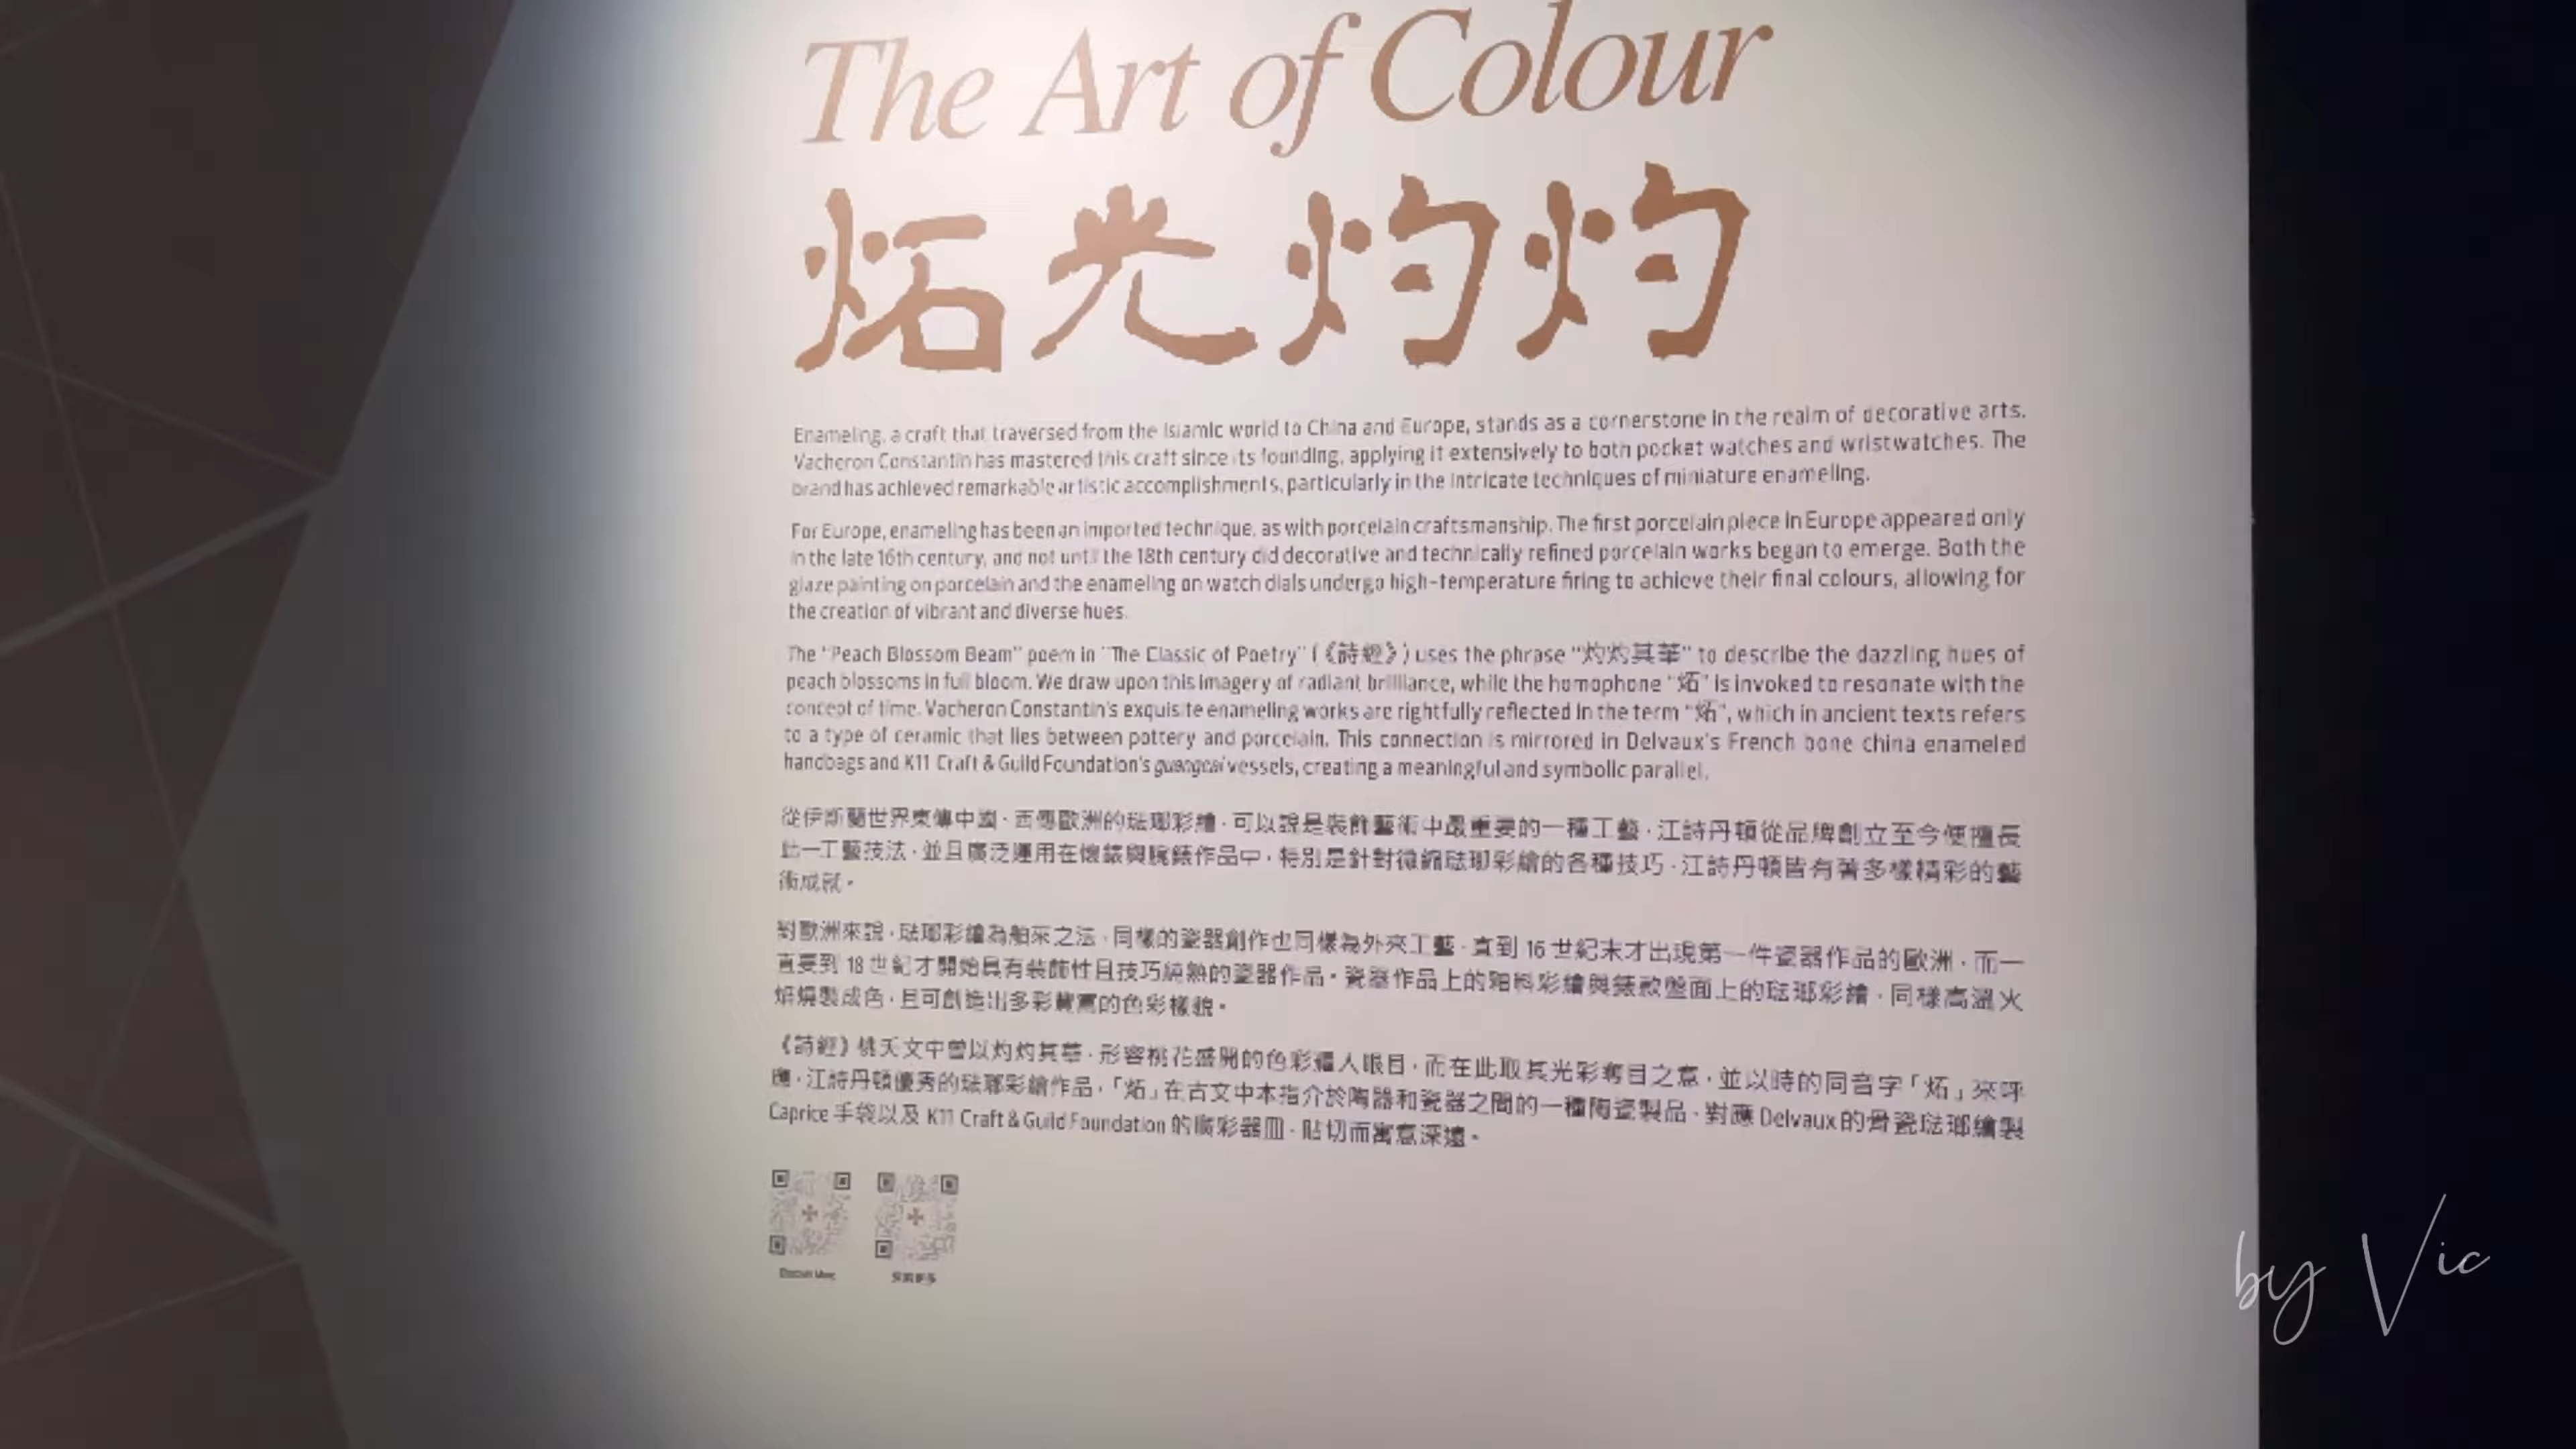 The Art of Colour
炻光灼灼
Enameling, a craft that traversed from the Islamic world to China and Europe, stands as a cornerstone in the realm of decorative arts.
Vacheron Constantin has mastered this craft since its founding, applying it extensively to both pocket watches and wristwatches. The
brand has achieved remarkable artistic accomplishments, particularly in the intricate techniques of miniature enameling.
For Europe, enameling has been an imported technique, as with porcelain craftsmanship. The first porcelain piece in Europe appeared only
in the late 16th century, and not until the 18th century did decorative and technically refined porcelain works began to emerge. Both the
glaze painting on porcelain and the enameling on watch dials undergo high-temperature firing to achieve their final colours, allowing for
the creation of vibrant and diverse hues.
The "Peach Blossom Beam" poem in "The Classic of Poetry" (《詩經》) uses the phrase "灼灼其華" to describe the dazzling hues of
peach blossoms in full bloom. We draw upon this imagery of radiant brilliance, while the homophone "炻" is invoked to resonate with the
concept of time. Vacheron Constantin's exquisite enameling works are rightfully reflected in the term "炻", which in ancient texts refers
to a type of ceramic that lies between pottery and porcelain. This connection is mirrored in Delvaux's French bone china enameled
handbags and K11 Craft & Guild Foundation's guangcai vessels, creating a meaningful and symbolic parallel.
從伊斯蘭世界東傳中國，西傳歐洲的琺瑯彩繪，可以說是裝飾藝術中最重要的一種工藝，江詩丹頓從品牌創立至今便擅長
此一工藝技法，並且廣泛運用在懷錶與腕錶作品中，特別是針對微縮琺瑯彩繪的各種技巧，江詩丹頓皆有著多樣精彩的藝
術成就。
對歐洲來說，琺瑯彩繪為舶來之法，同樣的瓷器創作也同樣為外來工藝，直到 16 世紀末才出現第一件瓷器作品的歐洲，而一
直要到 18 世紀才開始具有裝飾性且技巧純熟的瓷器作品。瓷器作品上的釉料彩繪與錶款盤面上的琺瑯彩繪，同樣高溫火
焰燒製成色，且可創造出多彩豐富的色彩樣貌。
《詩經》桃夭文中曾以灼灼其華，形容桃花盛開的色彩耀人眼目，而在此取其光彩奪目之意，並以時的同音字「炻」來呼
應，江詩丹頓優秀的琺瑯彩繪作品，「炻」在古文中本指介於陶器和瓷器之間的一種陶瓷製品，對應 Delvaux 的骨瓷琺瑯繪製
Caprice 手袋以及 K11 Craft & Guild Foundation 的廣彩器皿，貼切而寓意深遠。
by Vic